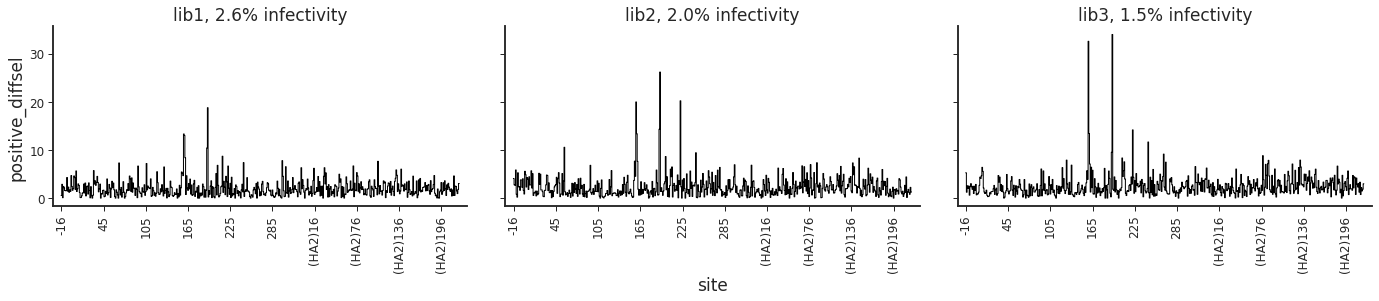 lib1, 2.6% infectivity
lib2, 2.0% infectivity
lib3, 1.5% infectivity
positive_diffsel
30
20
10
0
-16 45 105 165 225 285 (HA2)16 (HA2)76 (HA2)136 (HA2)196
-16 45 105 165 225 285 (HA2)16 (HA2)76 (HA2)136 (HA2)196
-16 45 105 165 225 285 (HA2)16 (HA2)76 (HA2)136 (HA2)196
site